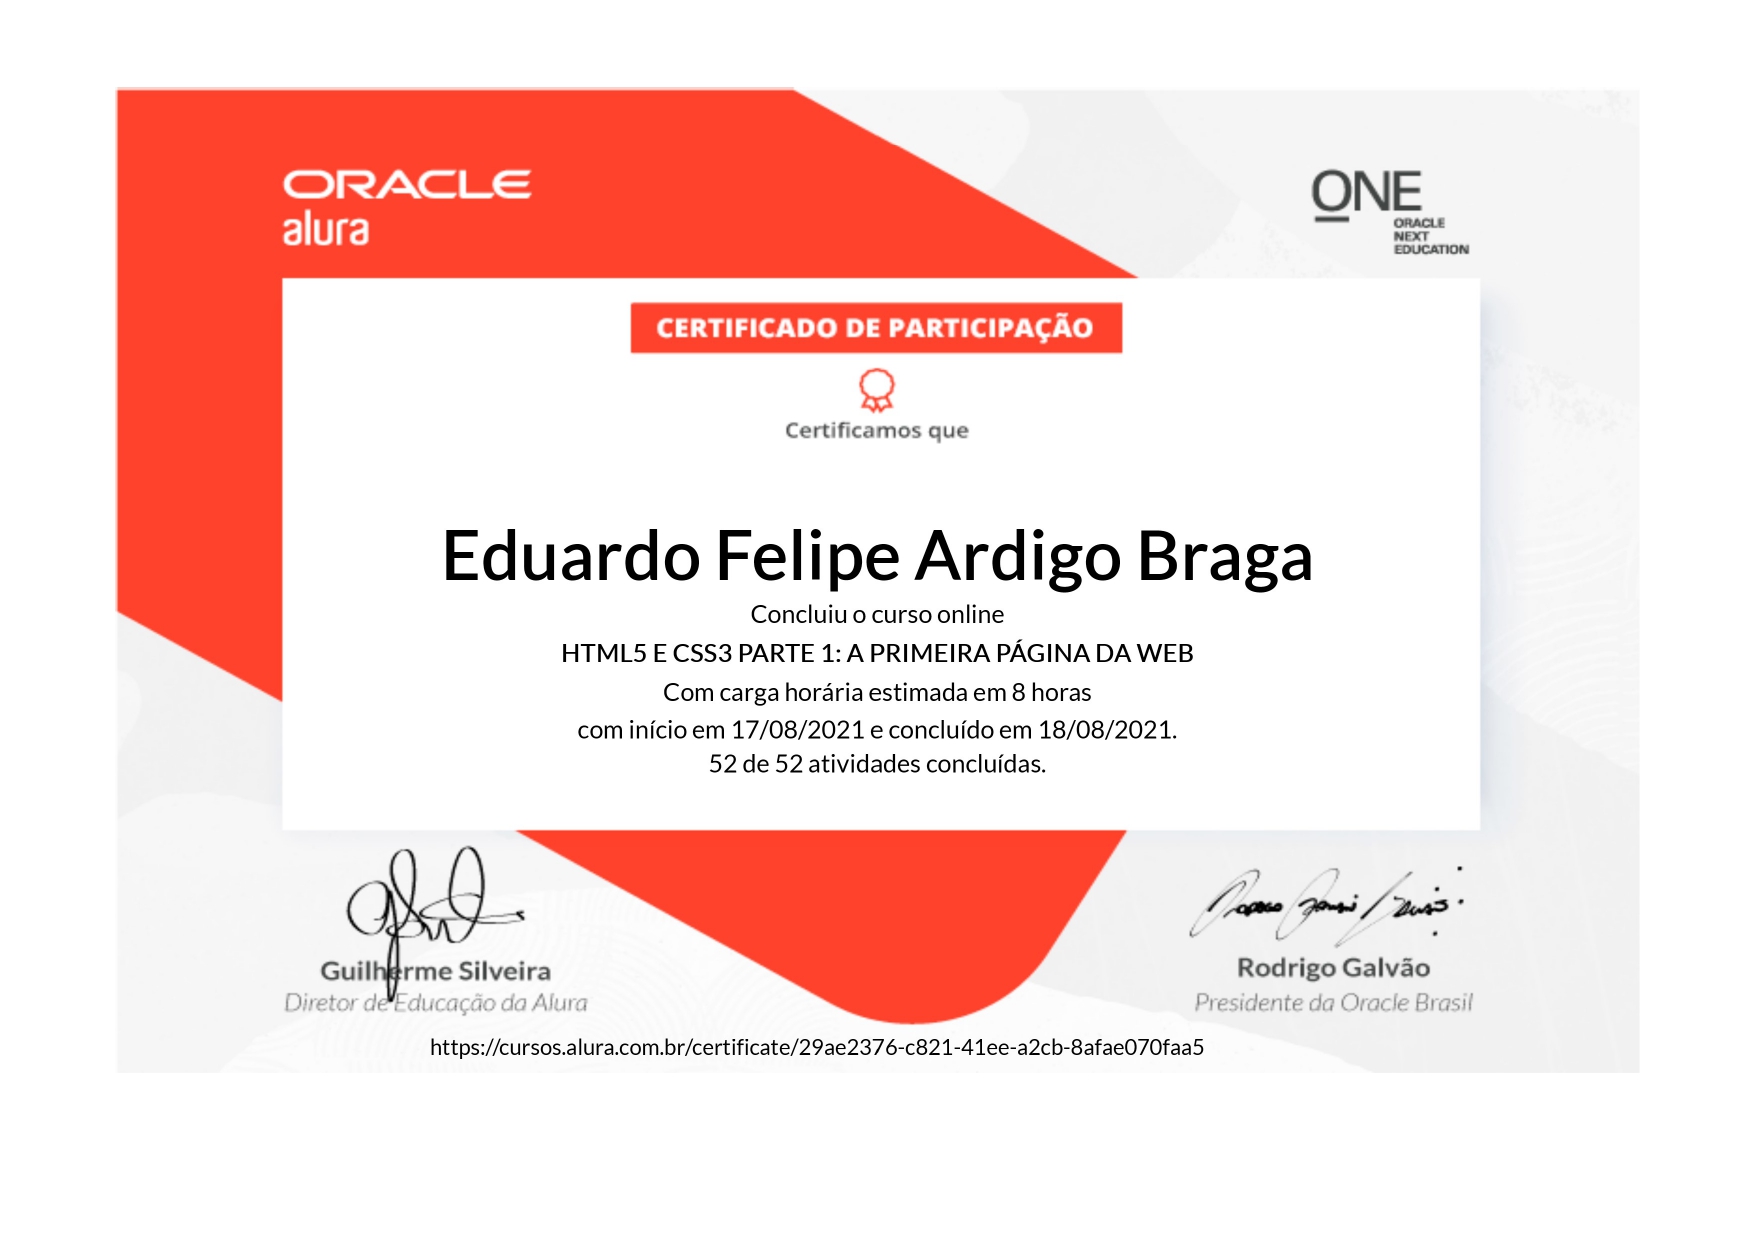 ORACLE
alura
ONE
ORACLE
NEXT
EDUCATION
CERTIFICADO DE PARTICIPAÇÃO
Certificamos que
Eduardo Felipe Ardigo Braga
Concluiu o curso online
HTML5 E CSS3 PARTE 1: A PRIMEIRA PÁGINA DA WEB
Com carga horária estimada em 8 horas
com início em 17/08/2021 e concluído em 18/08/2021.
52 de 52 atividades concluídas.
Guilherme Silveira
Diretor de Educação da Alura
Rodrigo Galvão
Presidente da Oracle Brasil
https://cursos.alura.com.br/certificate/29ae2376-c821-41ee-a2cb-8afae070faa5